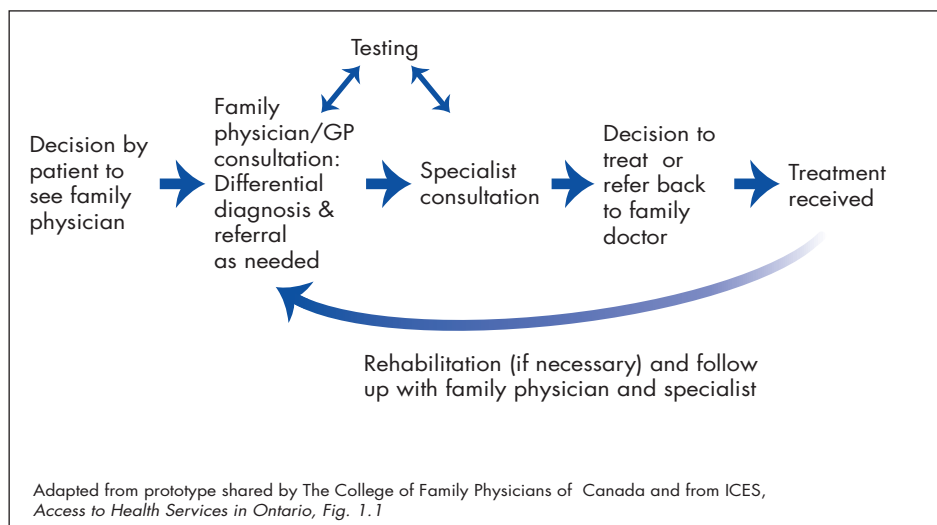 Testing
Decision by
patient to
see family
physician
Family
physician/GP
consultation:
Differential
diagnosis &
referral
as needed
Specialist
consultation
Decision to
treat or
refer back
to family
doctor
Treatment
received
Rehabilitation (if necessary) and follow
up with family physician and specialist
Adapted from prototype shared by The College of Family Physicians of Canada and from ICES,
Access to Health Services in Ontario, Fig. 1.1